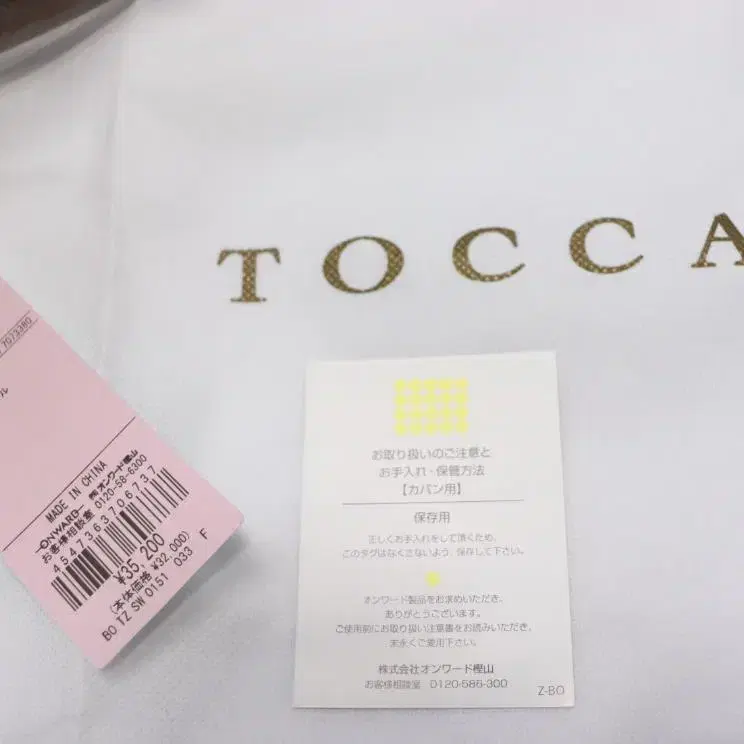 TOCCA
7073380
ル
MADE IN CHINA
-ONWARD- ㈱オンワード樫山
お客様相談室 0120-58-6300
4547363706737
¥35,200
(本体価格 ¥32,000)
BO TZ SW 0151 033 F
お取り扱いのご注意と
お手入れ・保管方法
【カバン用】
保存用
正しくお手入れをして頂くため、
このタグはなくさないよう、保存して下さい。
オンワード製品をお求めいただき、
ありがとうございます。
ご使用前にお取り扱い注意書をお読みいただき、
末永くご愛用下さい。
株式会社オンワード樫山
お客様相談室 0120-586-300
Z-BO